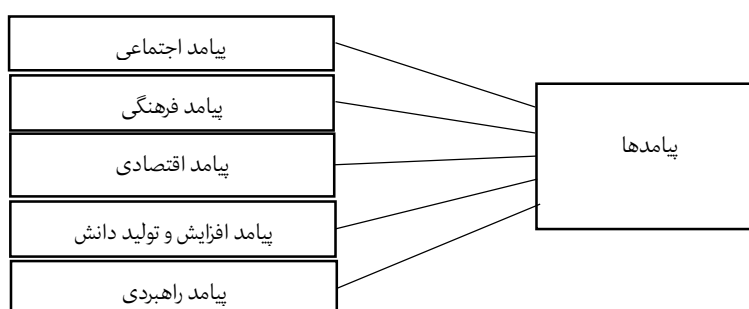 پیامدها
پیامد اجتماعی
پیامد فرهنگی
پیامد اقتصادی
پیامد افزایش و تولید دانش
پیامد راهبردی